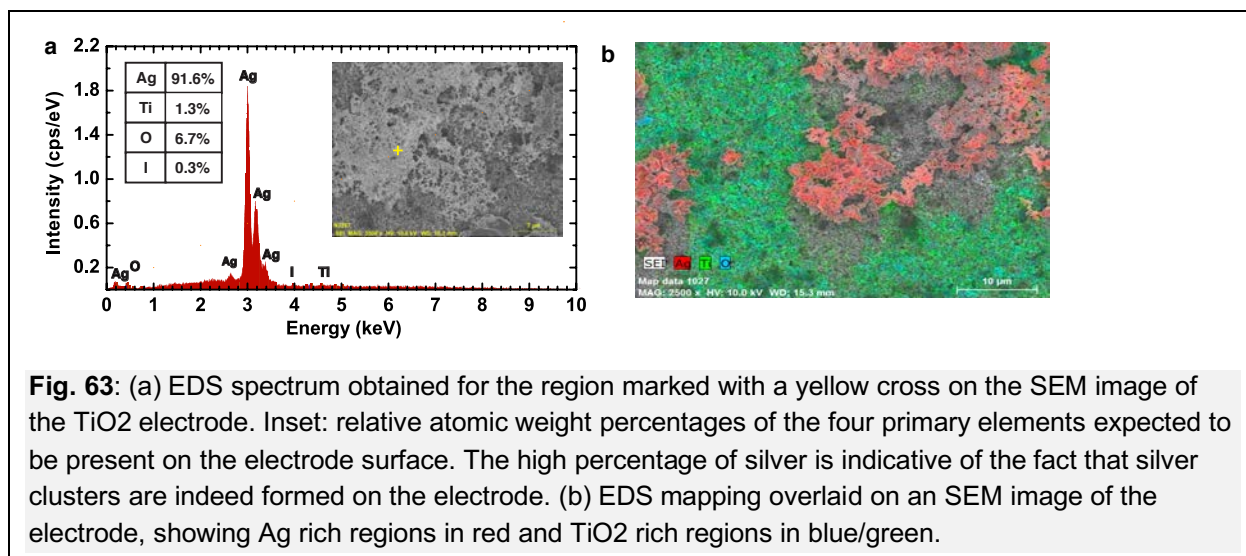 a
2.2
1.8
1.4
1.0
0.6
0.2
Intensity (cps/eV)
Ag 91.6%
Ti 1.3%
O 6.7%
I 0.3%
Ag
Ag
Ag
Ag
Ag
O
I
Ti
0 1 2 3 4 5 6 7 8 9 10
Energy (keV)
b
SEI Ag Ti O
Map data 1027
MAG: 2500 x HV: 10.0 kV WD: 15.3 mm
10 µm
Fig. 63: (a) EDS spectrum obtained for the region marked with a yellow cross on the SEM image of
the TiO2 electrode. Inset: relative atomic weight percentages of the four primary elements expected to
be present on the electrode surface. The high percentage of silver is indicative of the fact that silver
clusters are indeed formed on the electrode. (b) EDS mapping overlaid on an SEM image of the
electrode, showing Ag rich regions in red and TiO2 rich regions in blue/green.